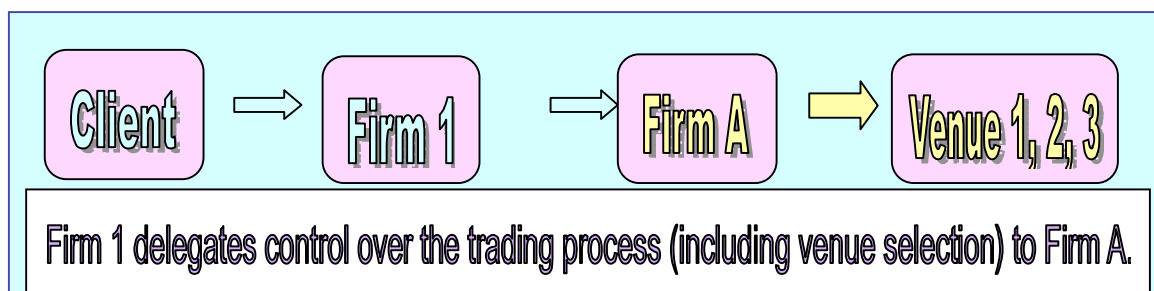 Client Firm 1 Firm A Venue 1, 2, 3
Firm 1 delegates control over the trading process (including venue selection) to Firm A.